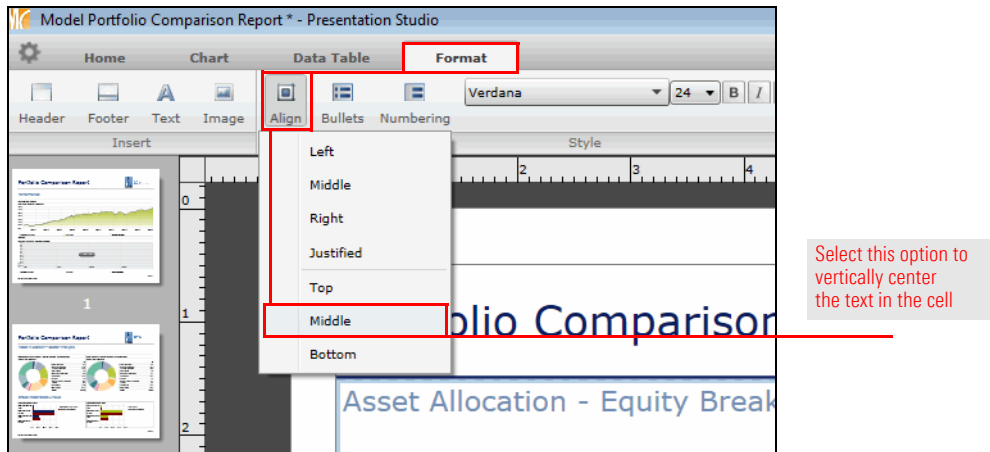 Model Portfolio Comparison Report * - Presentation Studio
Home Chart Data Table Format
Header Footer Text Image Align Bullets Numbering Verdana 24 B I
Insert Style
Left
Middle
Right
Justified
Top
Middle
Bottom
2 3 4
0
1
2
Portfolio Comparison Report
1
Portfolio Comparison Report
olio Comparison
Asset Allocation - Equity Break
Select this option to
vertically center
the text in the cell